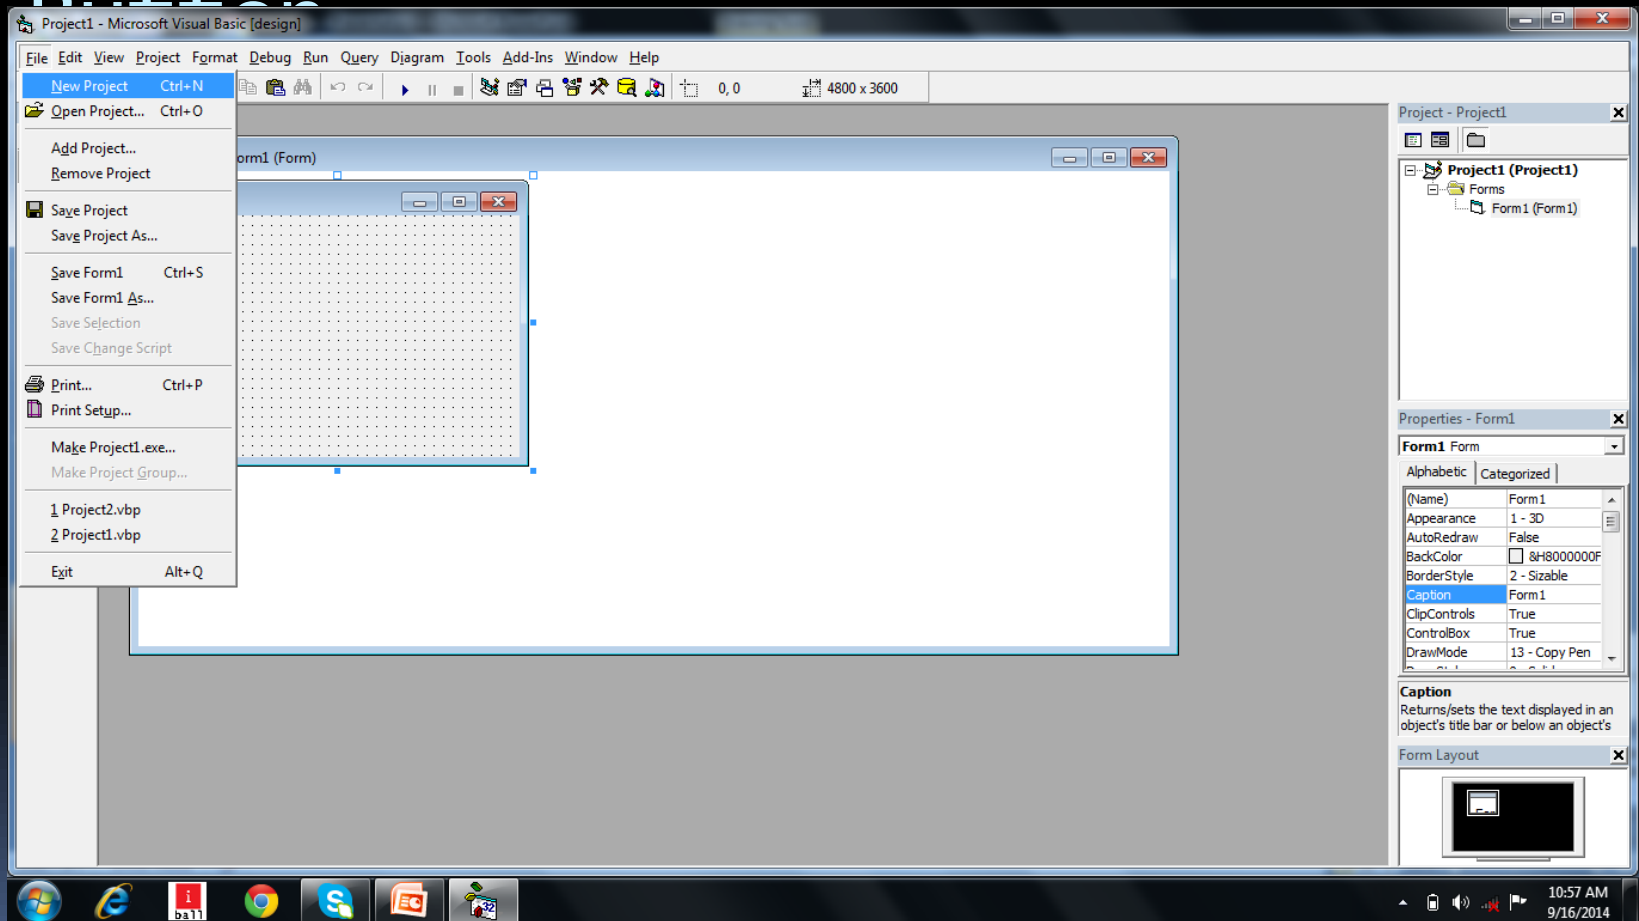 Button
Project1 - Microsoft Visual Basic [design]
File Edit View Project Format Debug Run Query Diagram Tools Add-Ins Window Help
0, 0 4800 x 3600
New Project Ctrl+N
Open Project... Ctrl+O
Add Project...
Remove Project
Save Project
Save Project As...
Save Form1 Ctrl+S
Save Form1 As...
Save Selection
Save Change Script
Print... Ctrl+P
Print Setup...
Make Project1.exe...
Make Project Group...
1 Project2.vbp
2 Project1.vbp
Exit Alt+Q
orm1 (Form)
Project - Project1
Project1 (Project1)
Forms
Form1 (Form1)
Properties - Form1
Form1 Form
Alphabetic Categorized
(Name) Form1
Appearance 1 - 3D
AutoRedraw False
BackColor &H8000000F
BorderStyle 2 - Sizable
Caption Form1
ClipControls True
ControlBox True
DrawMode 13 - Copy Pen
Caption
Returns/sets the text displayed in an
object's title bar or below an object's
Form Layout
i
ball
32
10:57 AM
9/16/2014